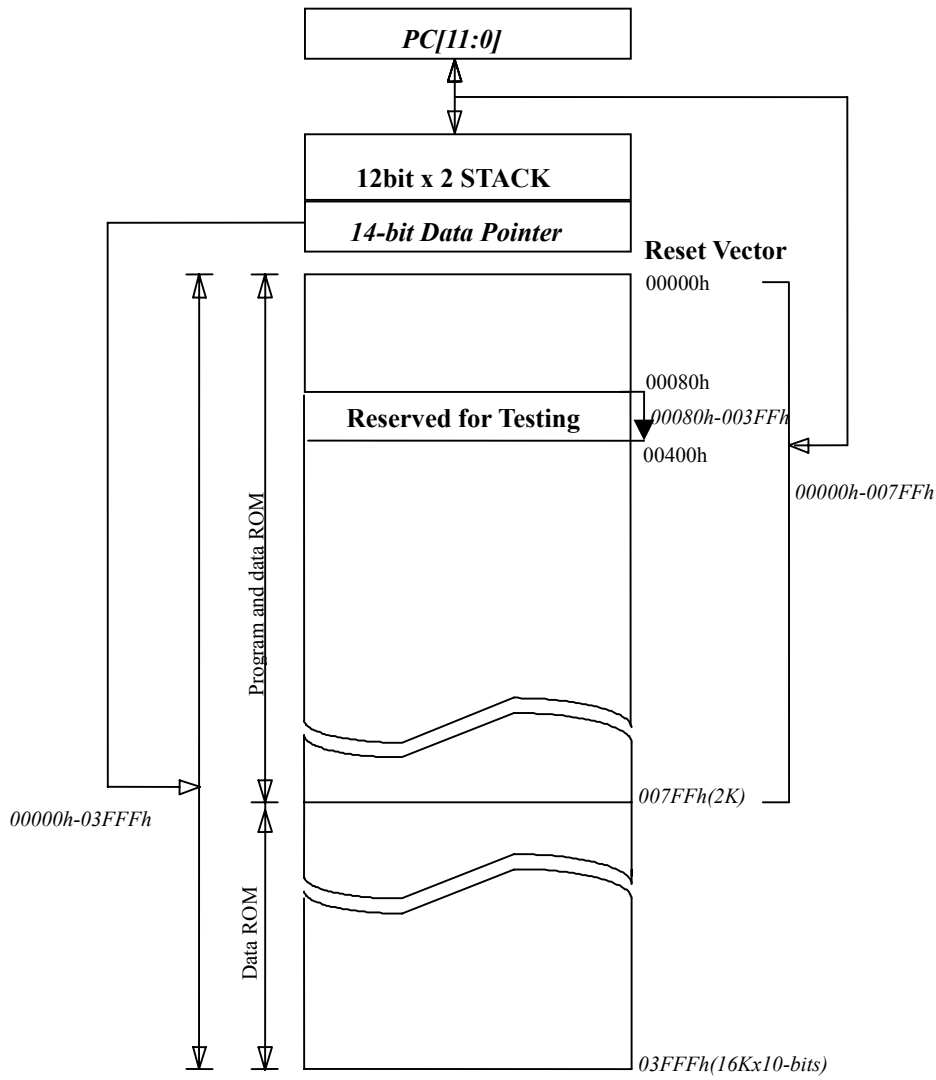 PC[11:0]
12bit x 2 STACK
14-bit Data Pointer
Reset Vector
00000h
00080h
Reserved for Testing
00080h-003FFh
00400h
00000h-007FFh
Program and data ROM
007FFh(2K)
00000h-03FFFh
Data ROM
03FFFh(16Kx10-bits)